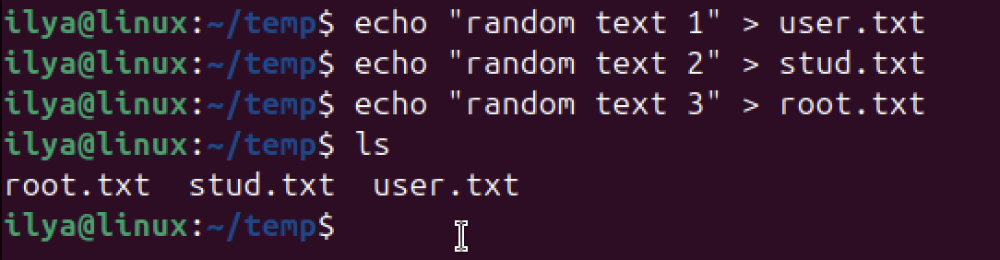 ilya@linux:~/temp$ echo "random text 1" > user.txt
ilya@linux:~/temp$ echo "random text 2" > stud.txt
ilya@linux:~/temp$ echo "random text 3" > root.txt
ilya@linux:~/temp$ ls
root.txt  stud.txt  user.txt
ilya@linux:~/temp$